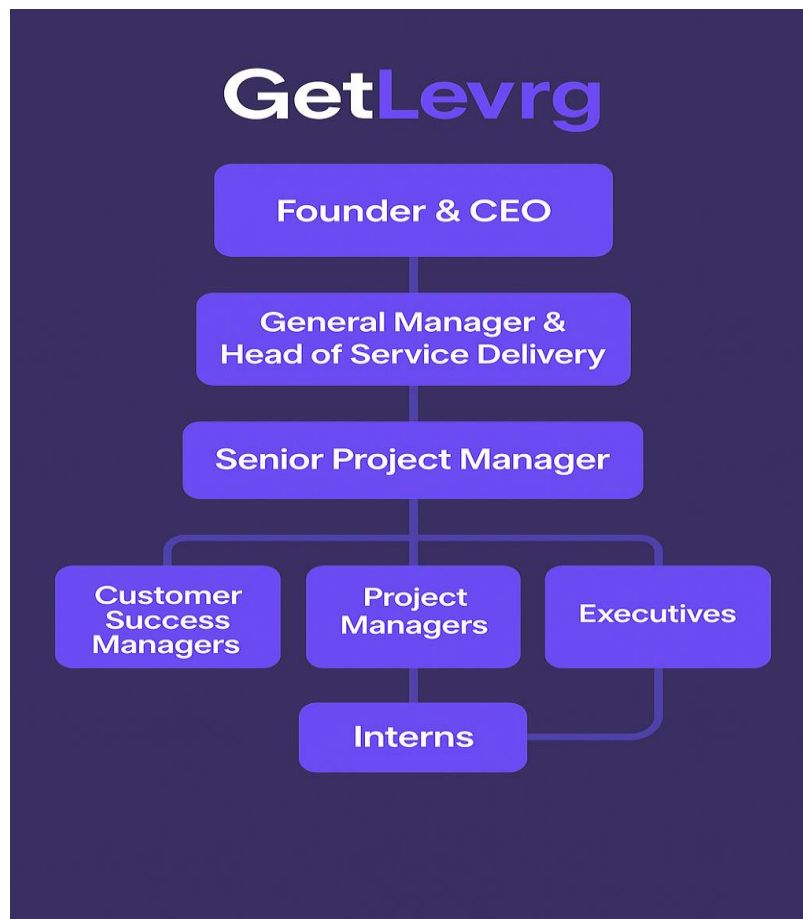 GetLevrg
Founder & CEO
General Manager &
Head of Service Delivery
Senior Project Manager
Customer
Success
Managers
Project
Managers
Executives
Interns